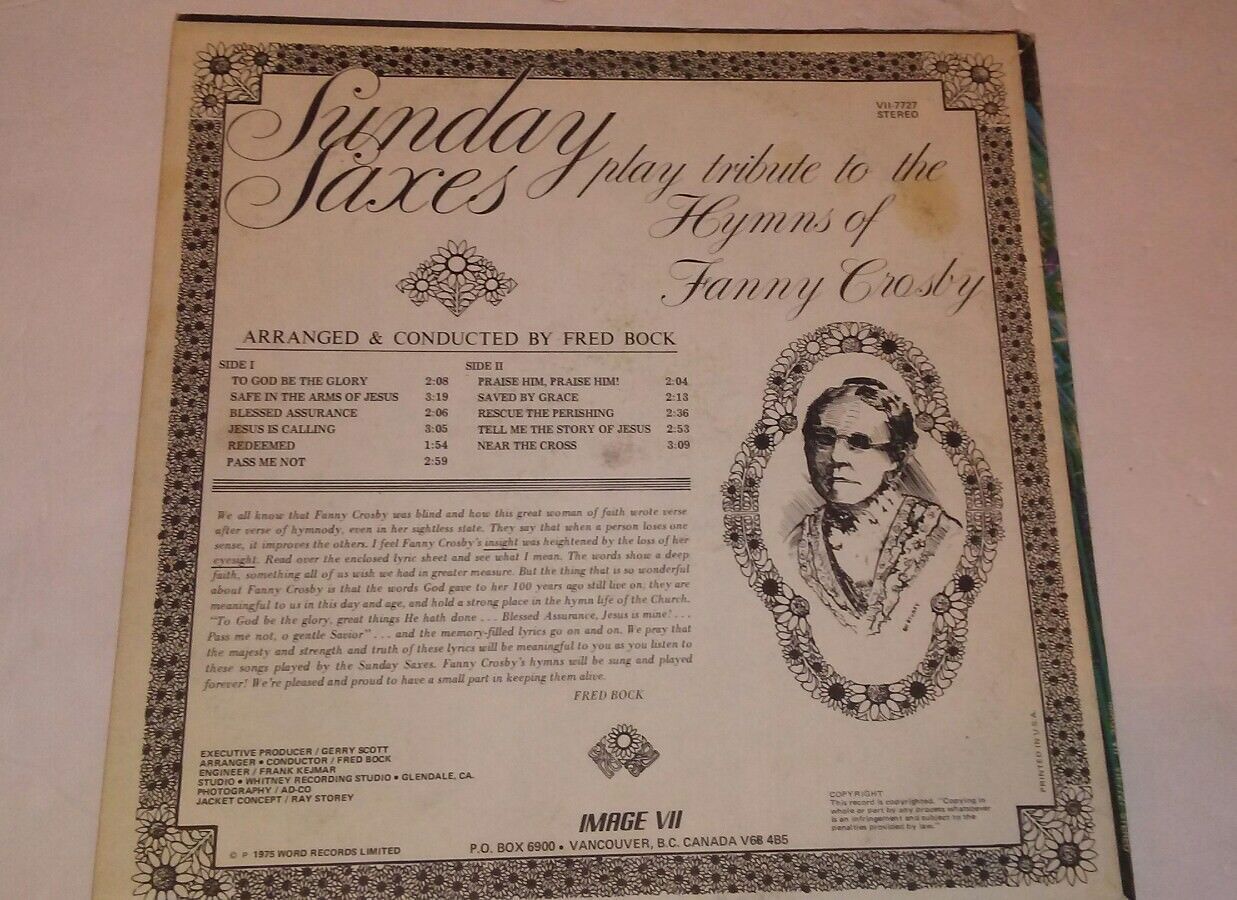 Sunday
Saxes
play tribute to the
Hymns of
Fanny Crosby
VII-7727
STEREO
ARRANGED & CONDUCTED BY FRED BOCK
SIDE I
TO GOD BE THE GLORY 2:08
SAFE IN THE ARMS OF JESUS 3:19
BLESSED ASSURANCE 2:06
JESUS IS CALLING 3:05
REDEEMED 1:54
PASS ME NOT 2:59
SIDE II
PRAISE HIM, PRAISE HIM! 2:04
SAVED BY GRACE 2:13
RESCUE THE PERISHING 2:36
TELL ME THE STORY OF JESUS 2:53
NEAR THE CROSS 3:09
We all know that Fanny Crosby was blind and how this great woman of faith wrote verse
after verse of hymnody, even in her sightless state. They say that when a person loses one
sense, it improves the others. I feel Fanny Crosby's insight was heightened by the loss of her
eyesight. Read over the enclosed lyric sheet and see what I mean. The words show a deep
faith, something all of us wish we had in greater measure. But the thing that is so wonderful
about Fanny Crosby is that the words God gave to her 100 years ago still live on; they are
meaningful to us in this day and age, and hold a strong place in the hymn life of the Church.
"To God be the glory, great things He hath done . . . Blessed Assurance, Jesus is mine! . . .
Pass me not, o gentle Savior" . . . and the memory-filled lyrics go on and on. We pray that
the majesty and strength and truth of these lyrics will be meaningful to you as you listen to
these songs played by the Sunday Saxes. Fanny Crosby's hymns will be sung and played
forever! We're pleased and proud to have a small part in keeping them alive.
FRED BOCK
EXECUTIVE PRODUCER / GERRY SCOTT
ARRANGER • CONDUCTOR / FRED BOCK
ENGINEER / FRANK KEJMAR
STUDIO • WHITNEY RECORDING STUDIO • GLENDALE, CA.
PHOTOGRAPHY / AD-CO
JACKET CONCEPT / RAY STOREY
© P 1975 WORD RECORDS LIMITED
IMAGE VII
P.O. BOX 6900 • VANCOUVER, B.C. CANADA V6B 4B5
COPYRIGHT
This record is copyrighted. "Copying in
whole or part by any process whatsoever
is an infringement and subject to the
penalties provided by law."
PRINTED IN U.S.A.